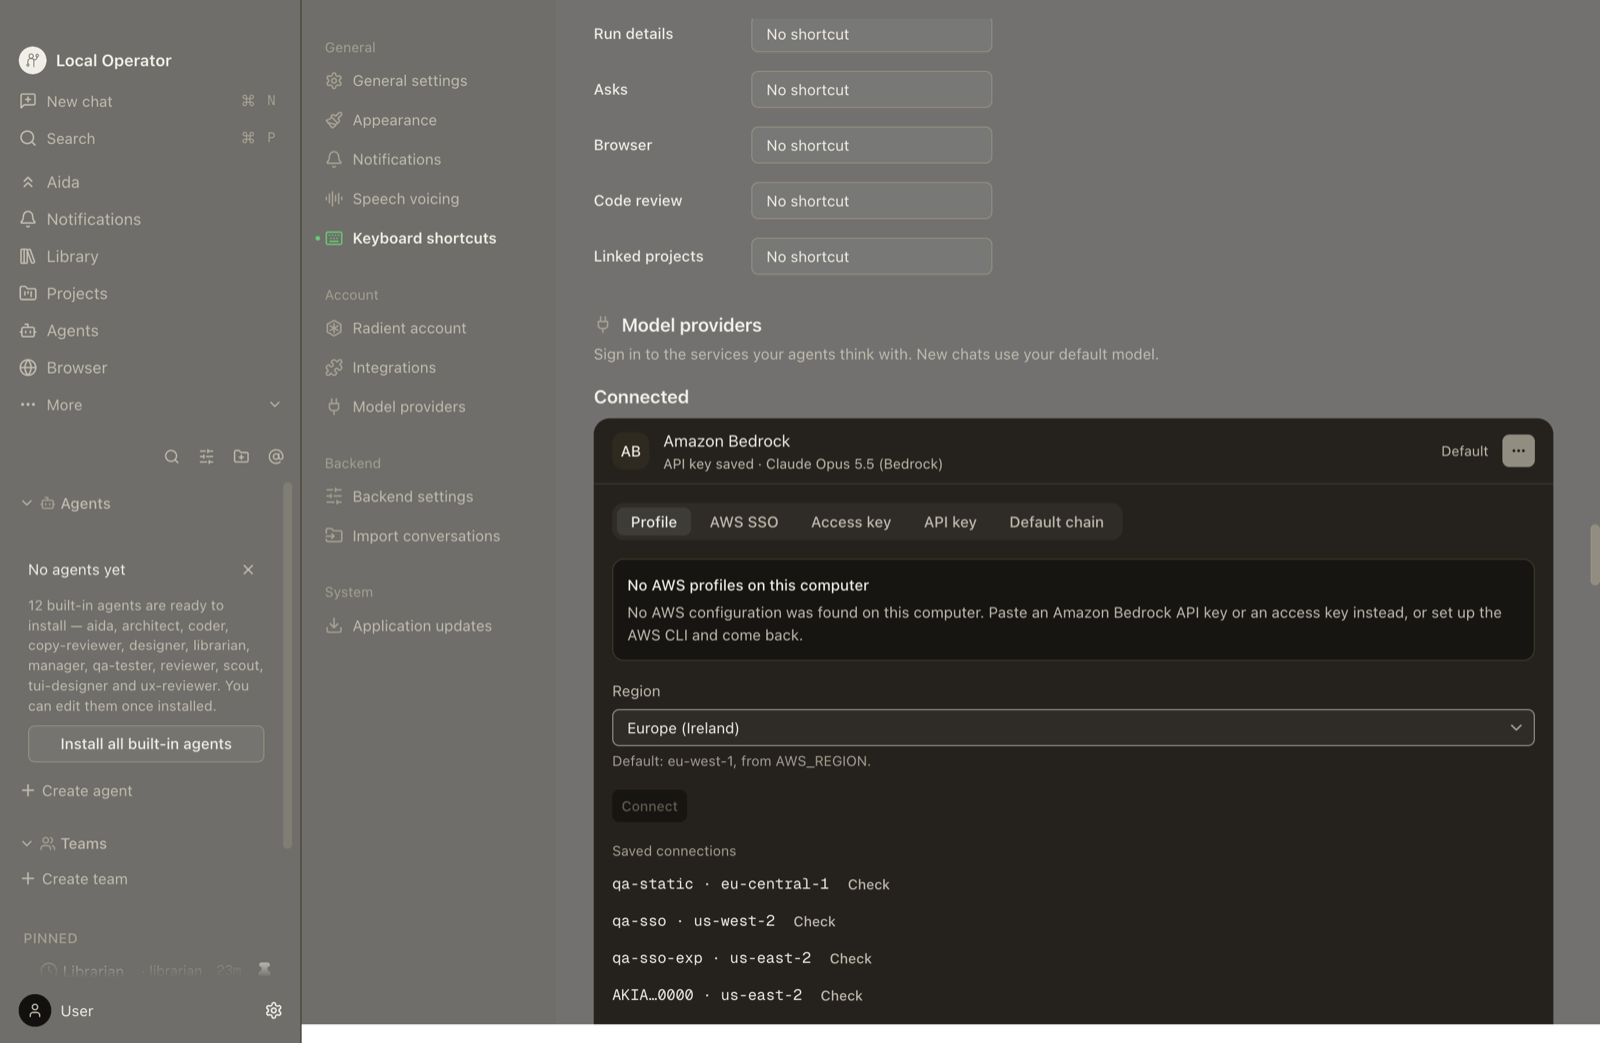 Local Operator
New chat ⌘ N
Search ⌘ P
Aida
Notifications
Library
Projects
Agents
Browser
More
Agents
No agents yet
12 built-in agents are ready to
install — aida, architect, coder,
copy-reviewer, designer, librarian,
manager, qa-tester, reviewer, scout,
tui-designer and ux-reviewer. You
can edit them once installed.
Install all built-in agents
Create agent
Teams
Create team
PINNED
Librarian · librarian 23m
User
General
General settings
Appearance
Notifications
Speech voicing
Keyboard shortcuts
Account
Radient account
Integrations
Model providers
Backend
Backend settings
Import conversations
System
Application updates
Run details No shortcut
Asks No shortcut
Browser No shortcut
Code review No shortcut
Linked projects No shortcut
Model providers
Sign in to the services your agents think with. New chats use your default model.
Connected
AB
Amazon Bedrock
API key saved · Claude Opus 5.5 (Bedrock)
Default
Profile AWS SSO Access key API key Default chain
No AWS profiles on this computer
No AWS configuration was found on this computer. Paste an Amazon Bedrock API key or an access key instead, or set up the
AWS CLI and come back.
Region
Europe (Ireland)
Default: eu-west-1, from AWS_REGION.
Connect
Saved connections
qa-static · eu-central-1 Check
qa-sso · us-west-2 Check
qa-sso-exp · us-east-2 Check
AKIA…0000 · us-east-2 Check